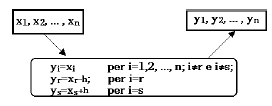 x1, x2, ... , xn
y1, y2, ... , yn
yi=xi per i=1,2, ..., n; i≠r e i≠s;
yr=xr-h; per i=r
ys=xs+h per i=s